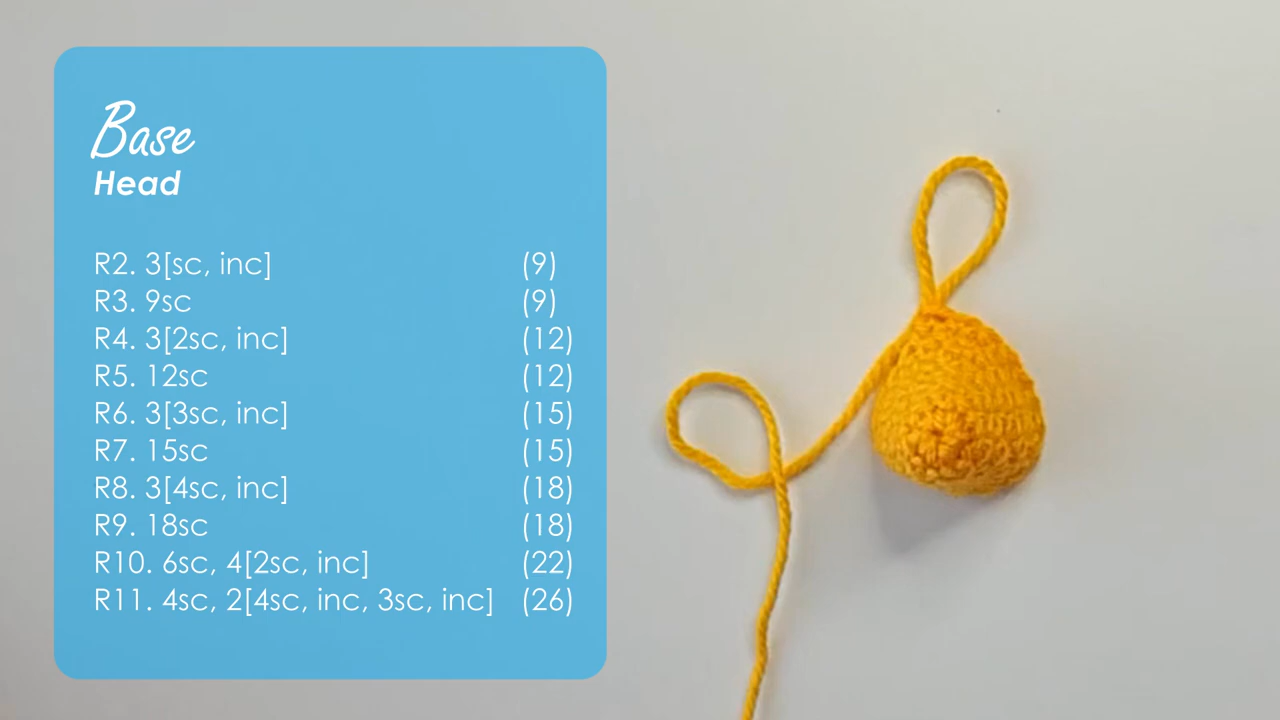 Base
Head
R2. 3[sc, inc] (9)
R3. 9sc (9)
R4. 3[2sc, inc] (12)
R5. 12sc (12)
R6. 3[3sc, inc] (15)
R7. 15sc (15)
R8. 3[4sc, inc] (18)
R9. 18sc (18)
R10. 6sc, 4[2sc, inc] (22)
R11. 4sc, 2[4sc, inc, 3sc, inc] (26)